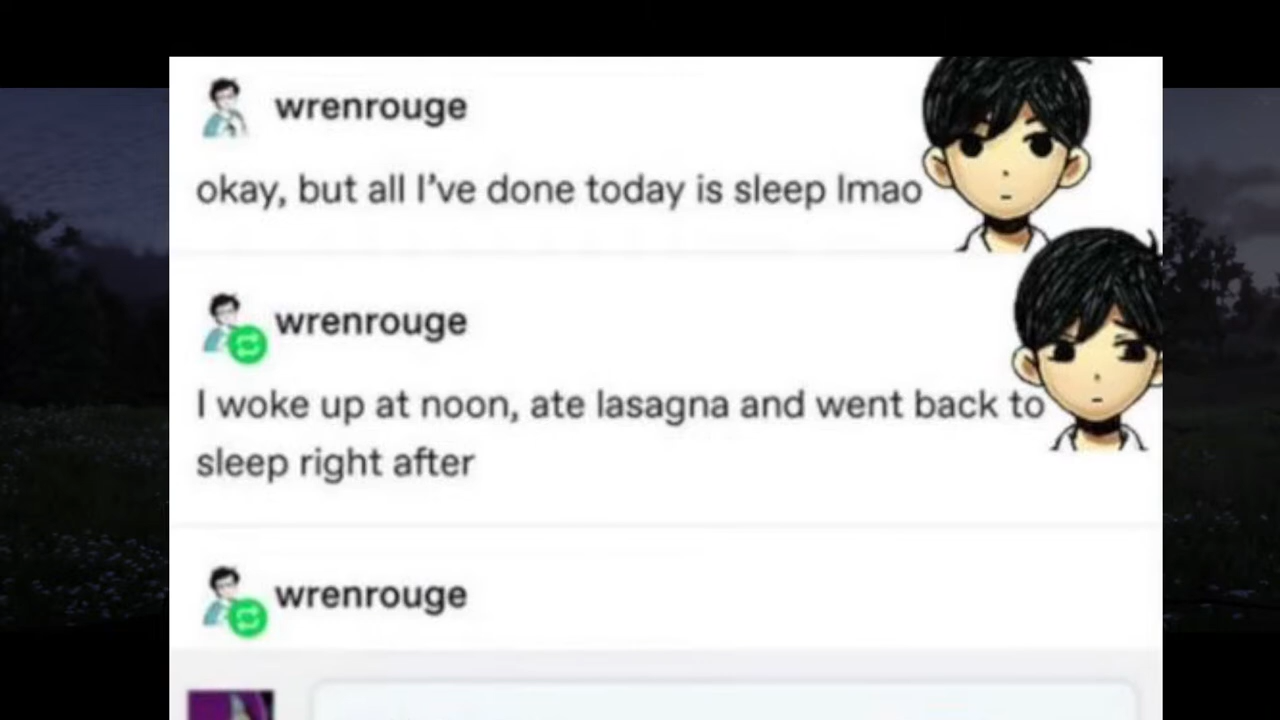 wrenrouge
okay, but all I've done today is sleep lmao
wrenrouge
I woke up at noon, ate lasagna and went back to
sleep right after
wrenrouge